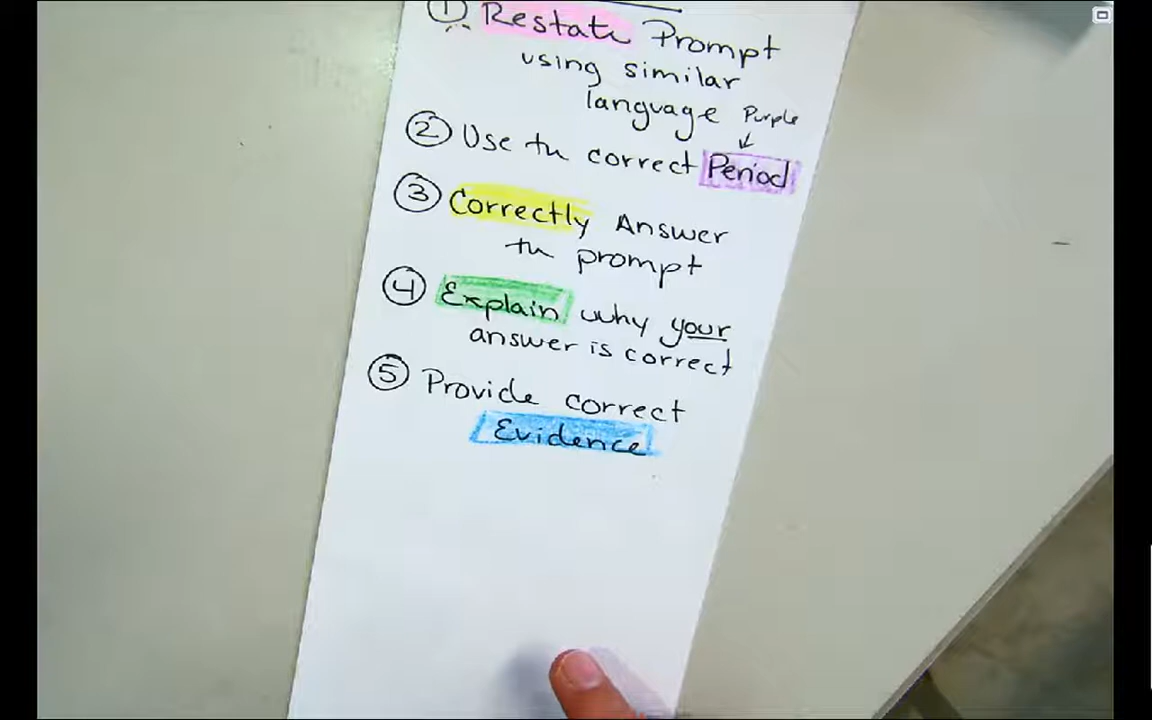 ① Restate Prompt
using similar
language Purple
② Use the correct Period
③ Correctly Answer
the prompt
④ Explain why your
answer is correct
⑤ Provide correct
Evidence